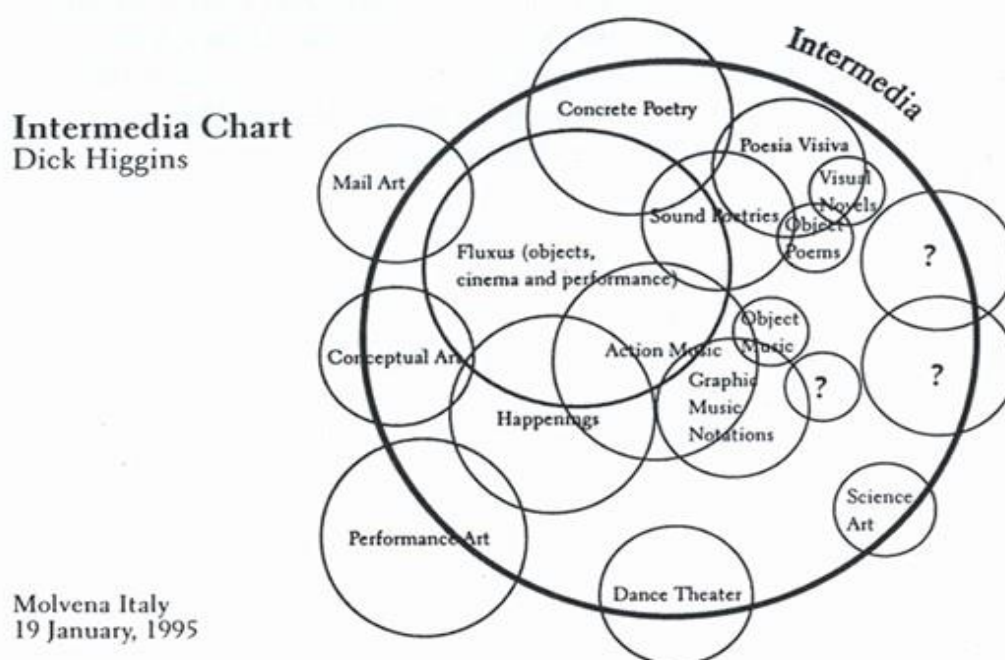 Intermedia Chart
Dick Higgins
Intermedia
Concrete Poetry
Poesia Visiva
Mail Art
Visual
Novels
Sound Poetries
Object
Poems
Fluxus (objects,
cinema and performance)
?
Object
Music
Conceptual Art
Action Music
Graphic
Music
Notations
?
?
Happenings
Science
Art
Performance Art
Dance Theater
Molvena Italy
19 January, 1995